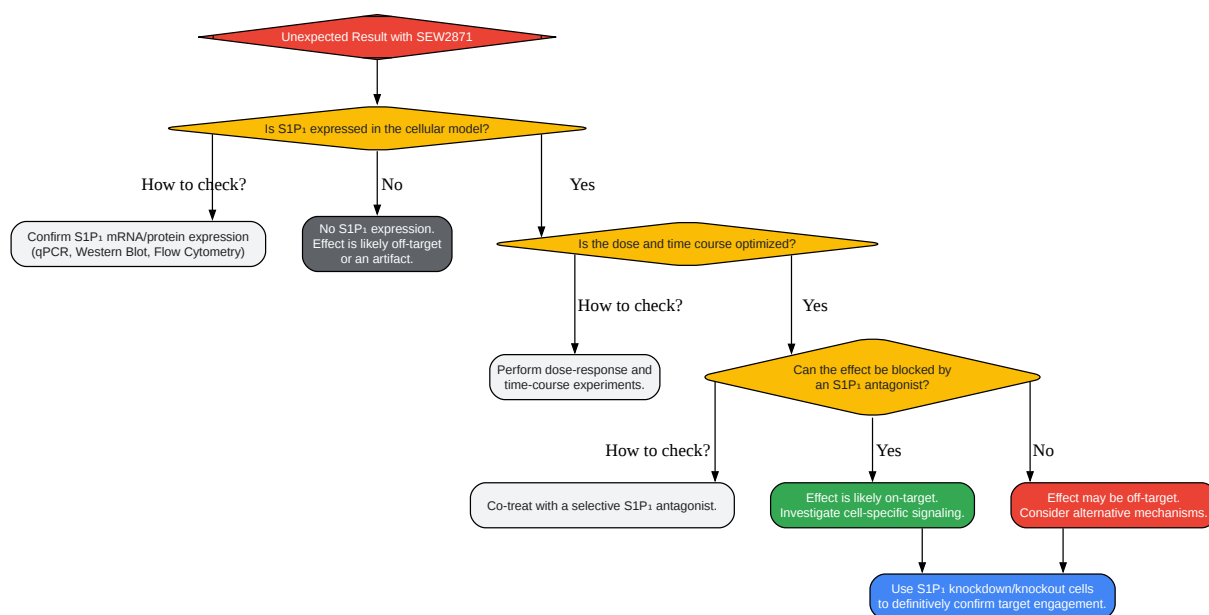 Unexpected Result with SEW2871
Is S1P₁ expressed in the cellular model?
How to check?
No
Yes
Confirm S1P₁ mRNA/protein expression
(qPCR, Western Blot, Flow Cytometry)
No S1P₁ expression.
Effect is likely off-target
or an artifact.
Is the dose and time course optimized?
How to check?
Yes
Perform dose-response and
time-course experiments.
Can the effect be blocked by
an S1P₁ antagonist?
How to check?
Yes
No
Co-treat with a selective S1P₁ antagonist.
Effect is likely on-target.
Investigate cell-specific signaling.
Effect may be off-target.
Consider alternative mechanisms.
Use S1P₁ knockdown/knockout cells
to definitively confirm target engagement.